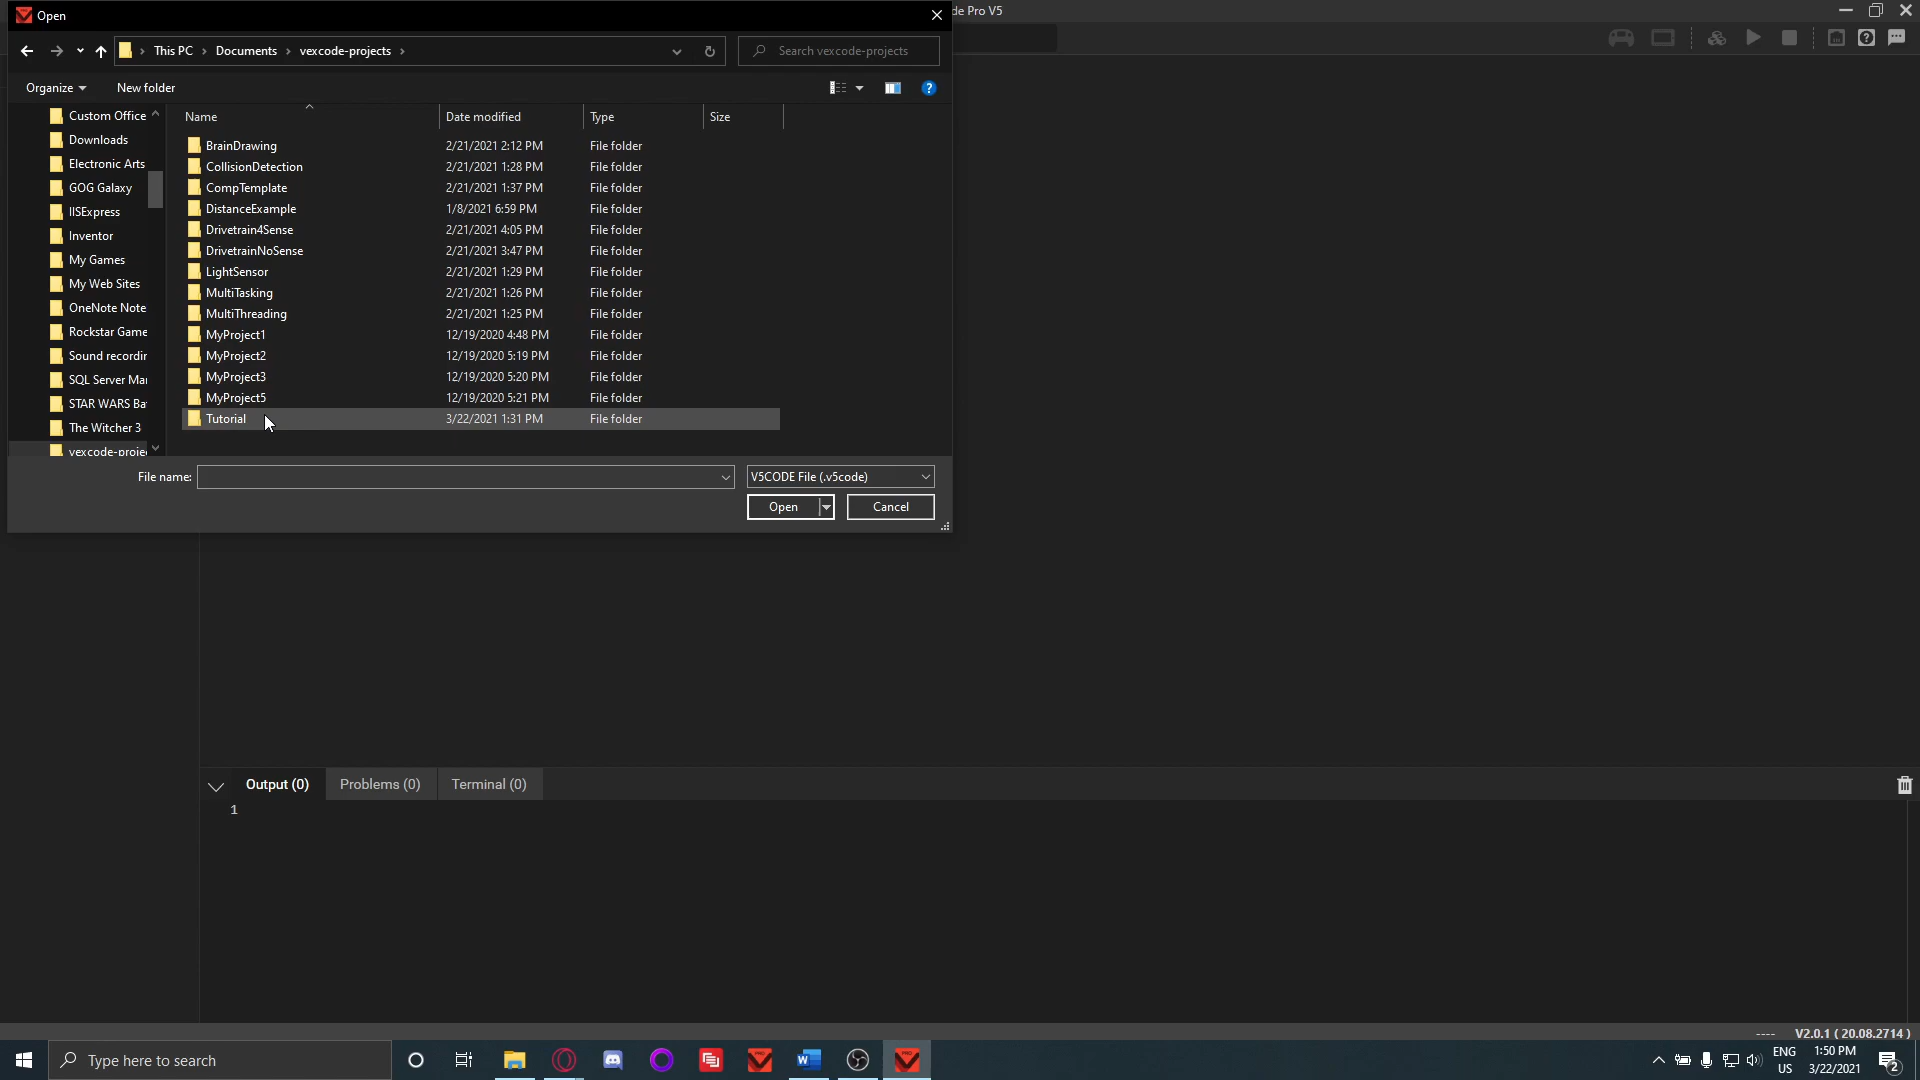 Open
de Pro V5
This PC > Documents > vexcode-projects >
Search vexcode-projects
Organize
New folder
Name
Date modified
Type
Size
Custom Office
Downloads
Electronic Arts
GOG Galaxy
IISExpress
Inventor
My Games
My Web Sites
OneNote Note
Rockstar Game
Sound recordin
SQL Server Ma
STAR WARS Ba
The Witcher 3
vexcode-proje
BrainDrawing 2/21/2021 2:12 PM File folder
CollisionDetection 2/21/2021 1:28 PM File folder
CompTemplate 2/21/2021 1:37 PM File folder
DistanceExample 1/8/2021 6:59 PM File folder
Drivetrain4Sense 2/21/2021 4:05 PM File folder
DrivetrainNoSense 2/21/2021 3:47 PM File folder
LightSensor 2/21/2021 1:29 PM File folder
MultiTasking 2/21/2021 1:26 PM File folder
MultiThreading 2/21/2021 1:25 PM File folder
MyProject1 12/19/2020 4:48 PM File folder
MyProject2 12/19/2020 5:19 PM File folder
MyProject3 12/19/2020 5:20 PM File folder
MyProject5 12/19/2020 5:21 PM File folder
Tutorial 3/22/2021 1:31 PM File folder
File name:
V5CODE File (.v5code)
Open
Cancel
Output (0)
Problems (0)
Terminal (0)
1
---- V2.0.1 ( 20.08.2714 )
Type here to search
PRO
PRO
ENG
US
1:50 PM
3/22/2021
2